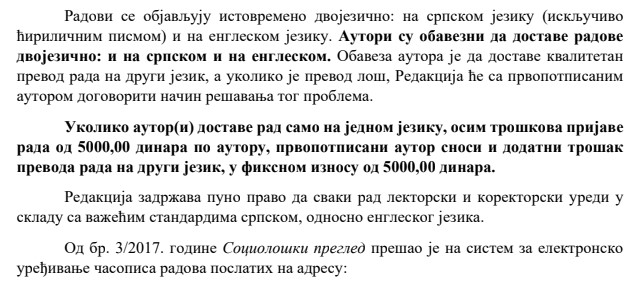 Радови се објављују истовремено двојезично: на српском језику (искључиво
ћириличним писмом) и на енглеском језику. Аутори су обавезни да доставе радове
двојезично: и на српском и на енглеском. Обавеза аутора је да доставе квалитетан
превод рада на други језик, а уколико је превод лош, Редакција ће са првопотписаним
аутором договорити начин решавања тог проблема.
Уколико аутор(и) доставе рад само на једном језику, осим трошкова пријаве
рада од 5000,00 динара по аутору, првопотписани аутор сноси и додатни трошак
превода рада на други језик, у фиксном износу од 5000,00 динара.
Редакција задржава пуно право да сваки рад лекторски и коректорски уреди у
складу са важећим стандардима српском, односно енглеског језика.
Од бр. 3/2017. године Социолошки преглед прешао је на систем за електронско
уређивање часописа радова послатих на адресу: